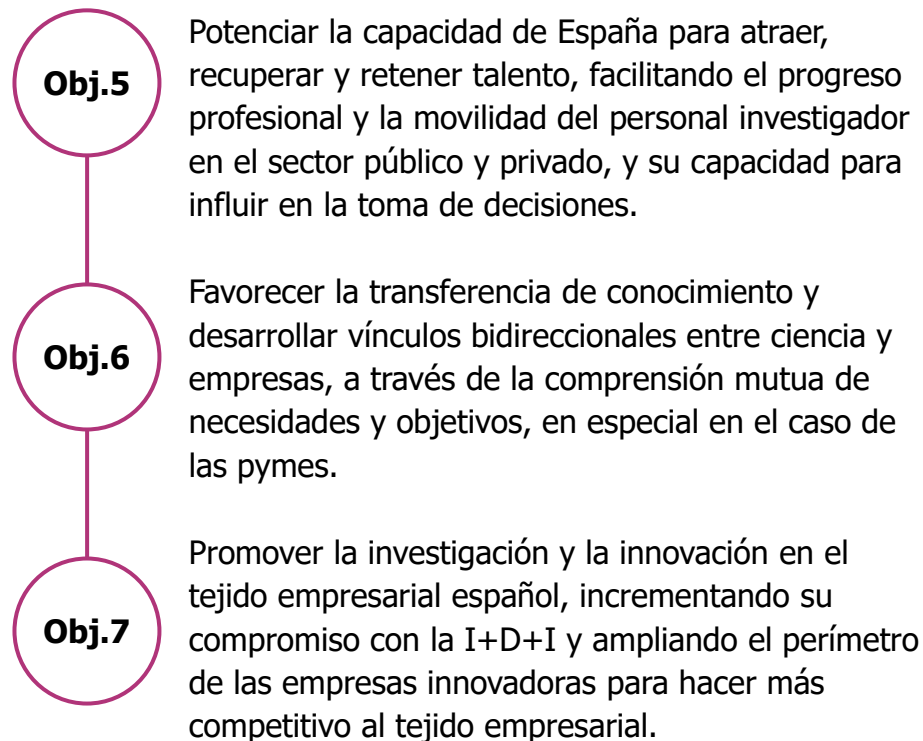 Obj.5
Potenciar la capacidad de España para atraer,
recuperar y retener talento, facilitando el progreso
profesional y la movilidad del personal investigador
en el sector público y privado, y su capacidad para
influir en la toma de decisiones.
Obj.6
Favorecer la transferencia de conocimiento y
desarrollar vínculos bidireccionales entre ciencia y
empresas, a través de la comprensión mutua de
necesidades y objetivos, en especial en el caso de
las pymes.
Obj.7
Promover la investigación y la innovación en el
tejido empresarial español, incrementando su
compromiso con la I+D+I y ampliando el perímetro
de las empresas innovadoras para hacer más
competitivo al tejido empresarial.